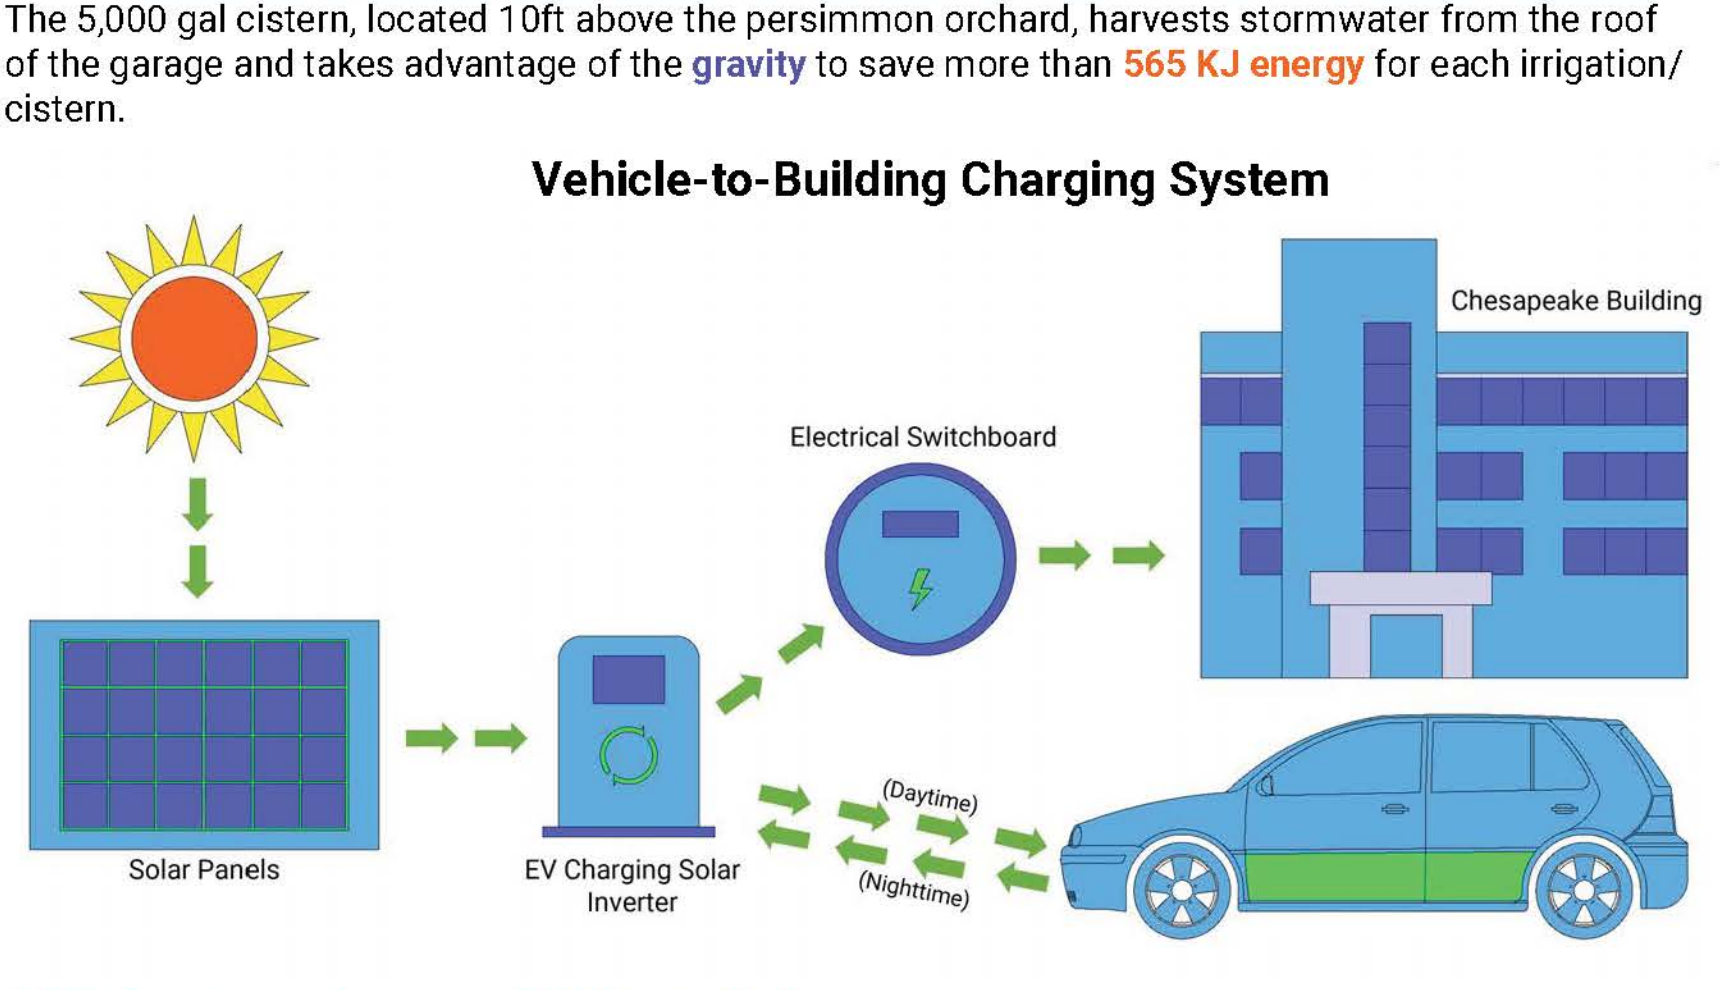 The 5,000 gal cistern, located 10ft above the persimmon orchard, harvests stormwater from the roof
of the garage and takes advantage of the gravity to save more than 565 KJ energy for each irrigation/
cistern.
Vehicle-to-Building Charging System
Chesapeake Building
Electrical Switchboard
(Daytime)
(Nighttime)
Solar Panels
EV Charging Solar
Inverter